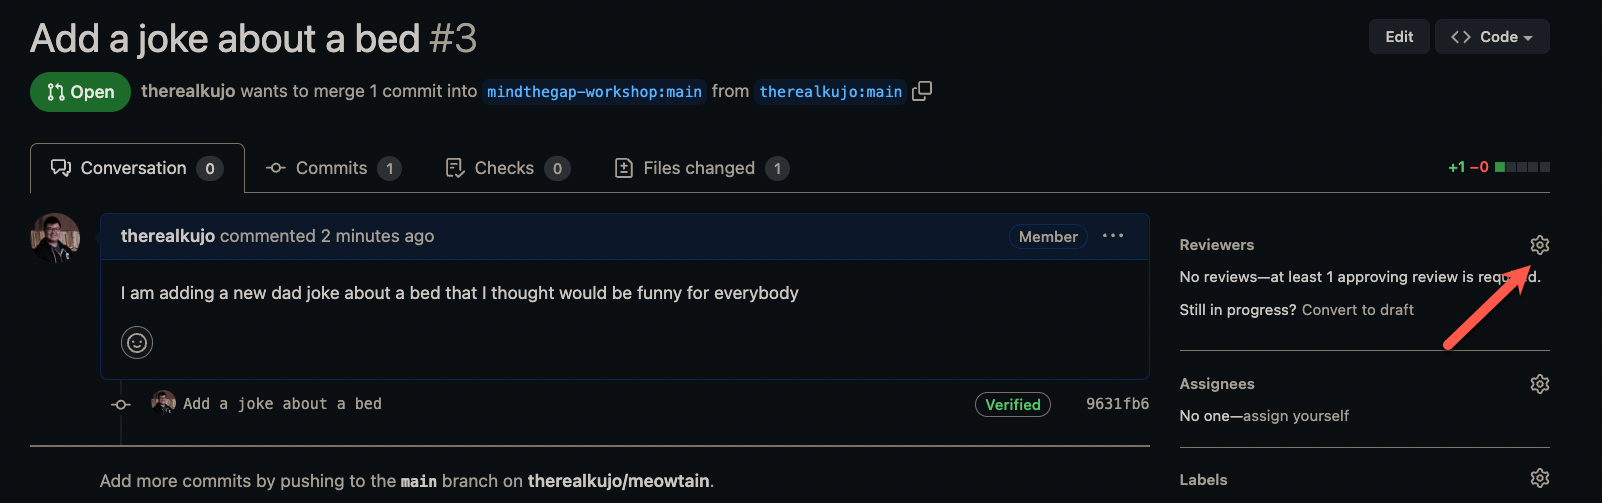 Add a joke about a bed #3
Edit
Code
Open
therealkujo wants to merge 1 commit into mindthegap-workshop:main from therealkujo:main
Conversation 0
Commits 1
Checks 0
Files changed 1
+1 −0
therealkujo commented 2 minutes ago
Member
I am adding a new dad joke about a bed that I thought would be funny for everybody
Add a joke about a bed
Verified
9631fb6
Add more commits by pushing to the main branch on therealkujo/meowtain.
Reviewers
No reviews—at least 1 approving review is required.
Still in progress? Convert to draft
Assignees
No one—assign yourself
Labels